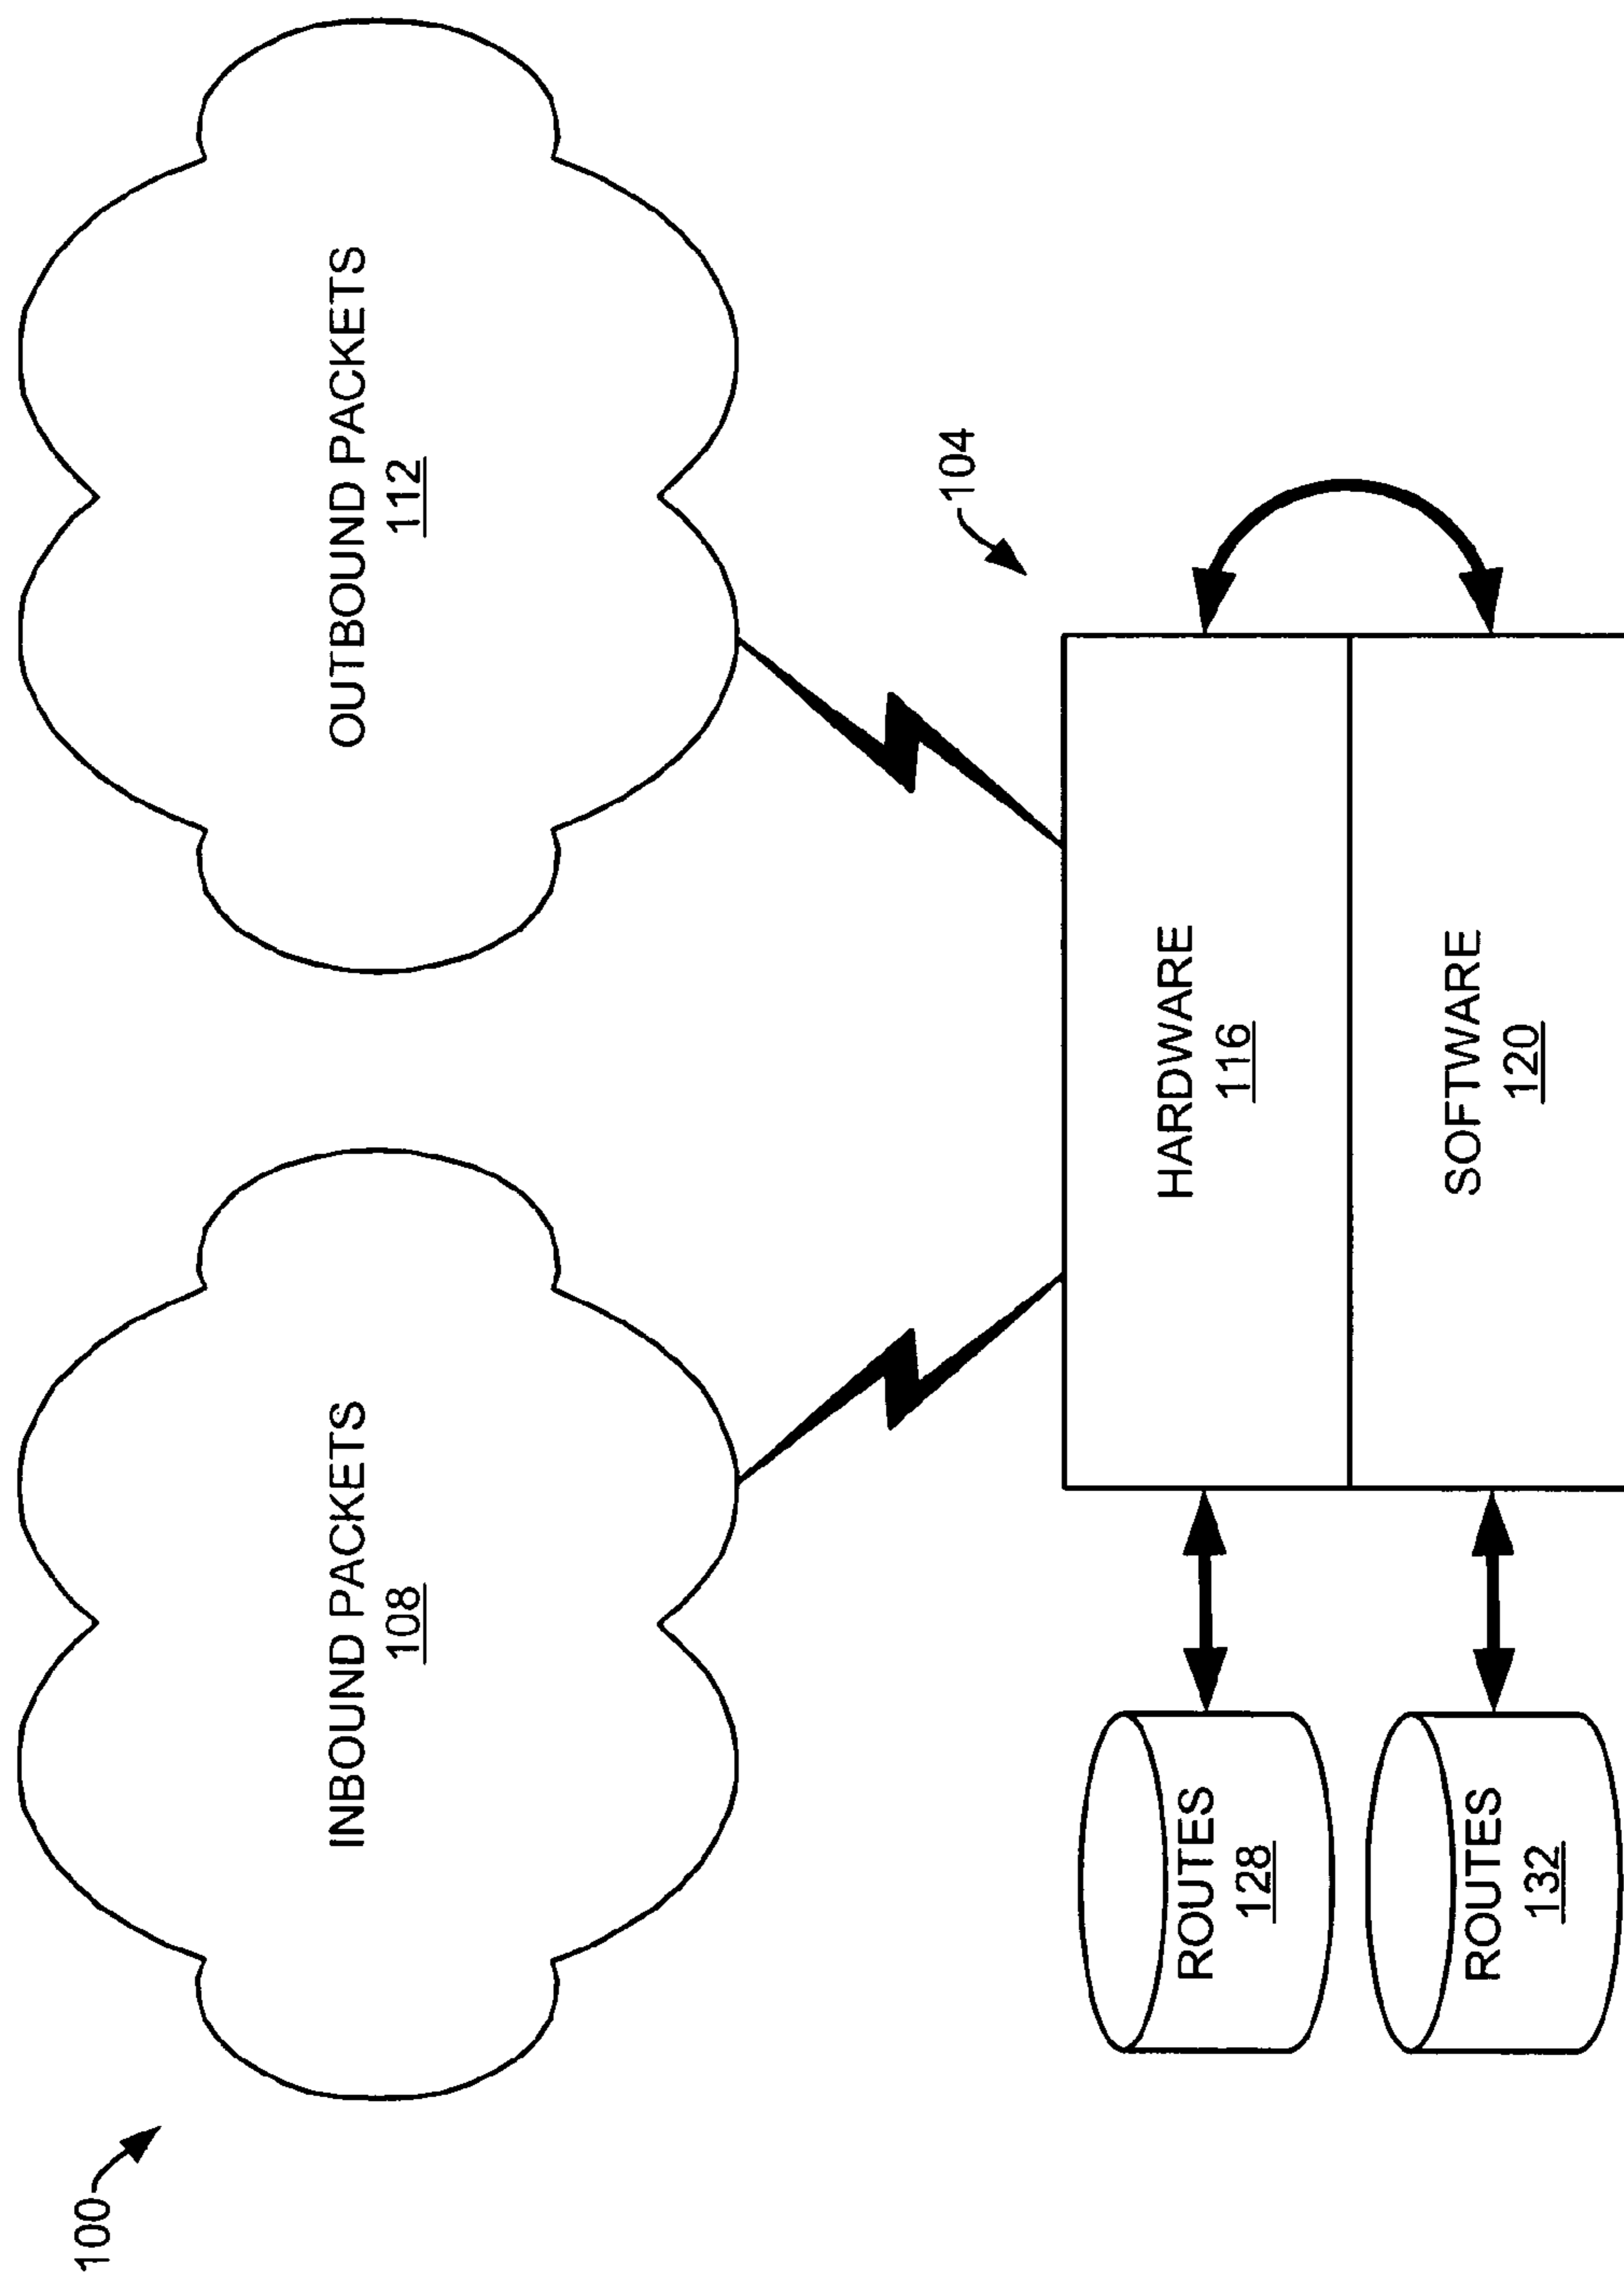 100
INBOUND PACKETS
108
OUTBOUND PACKETS
112
104
ROUTES
128
HARDWARE
116
ROUTES
132
SOFTWARE
120